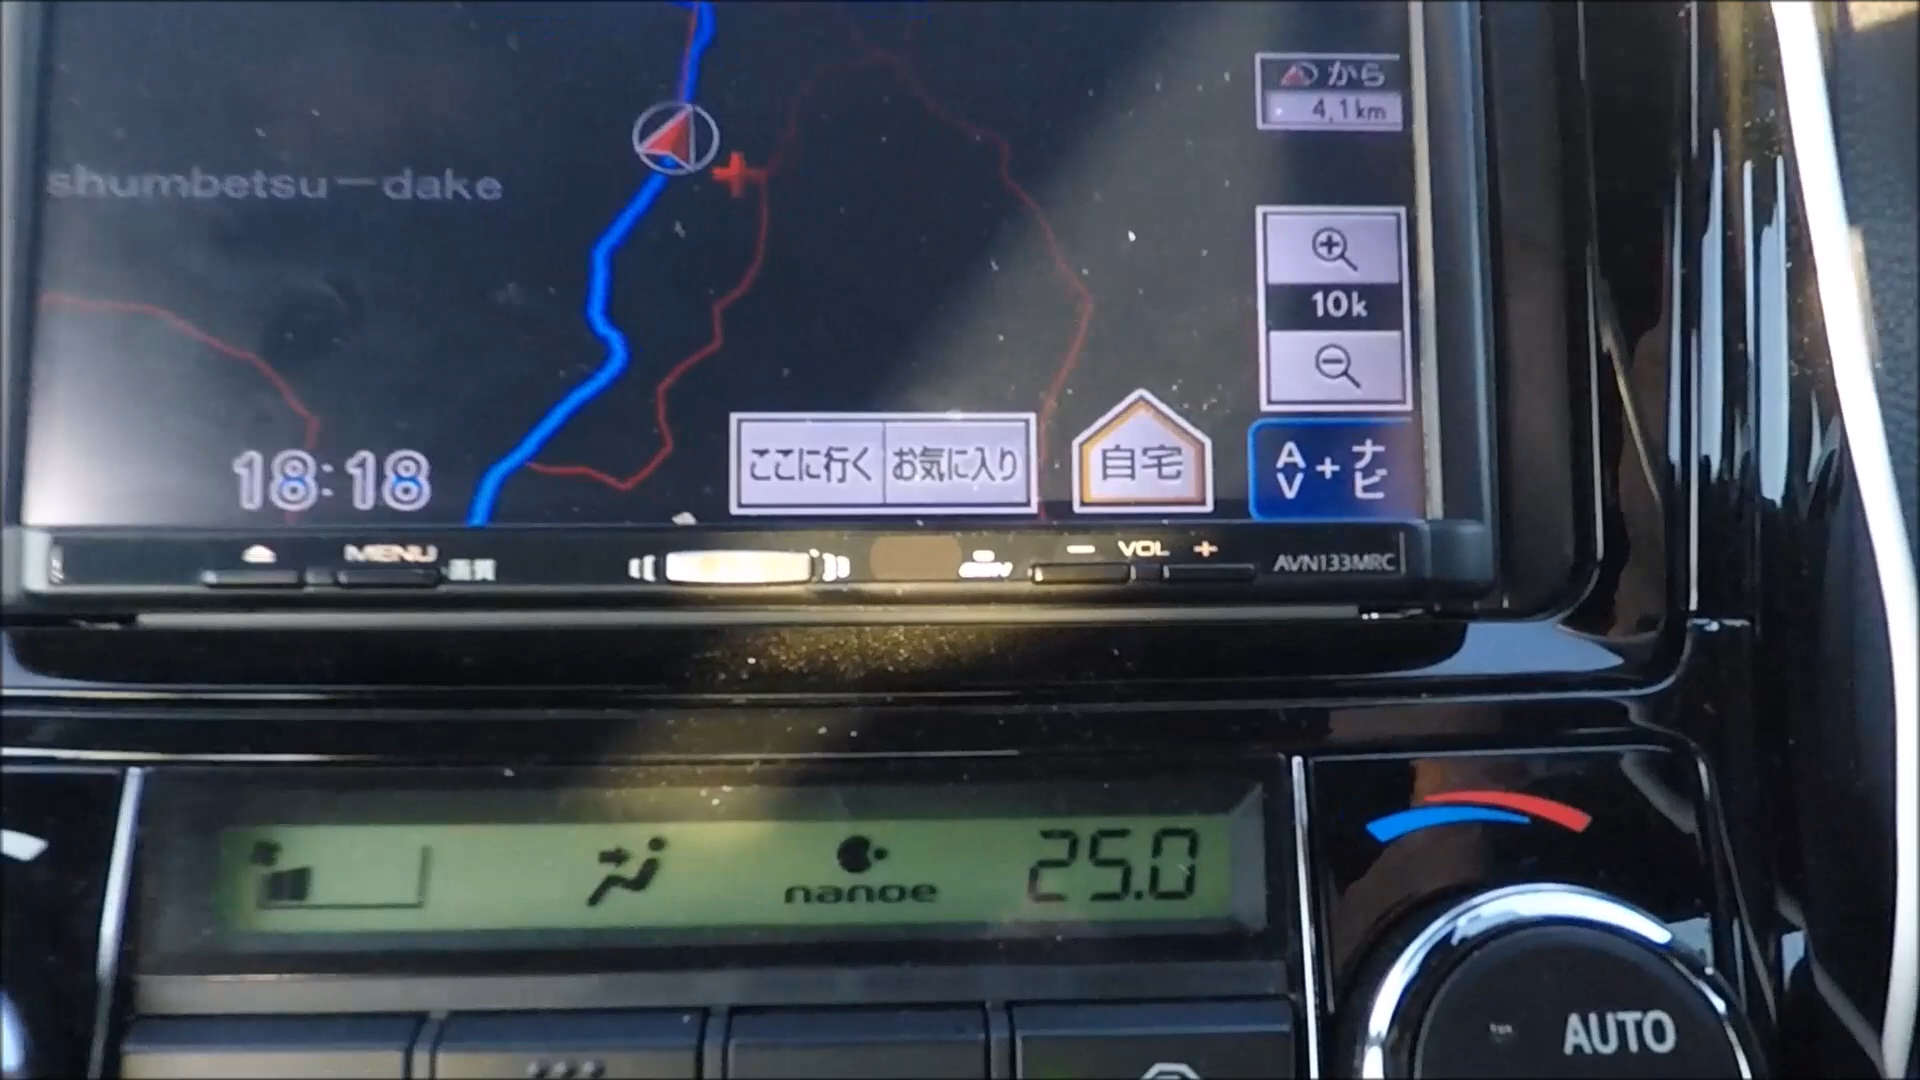 から
4.1km
shumbetsu-dake
10k
18:18
ここに行く お気に入り
自宅
AV+ナビ
MENU 画質
VOL
AVN133MRC
nanoe
25.0
AUTO